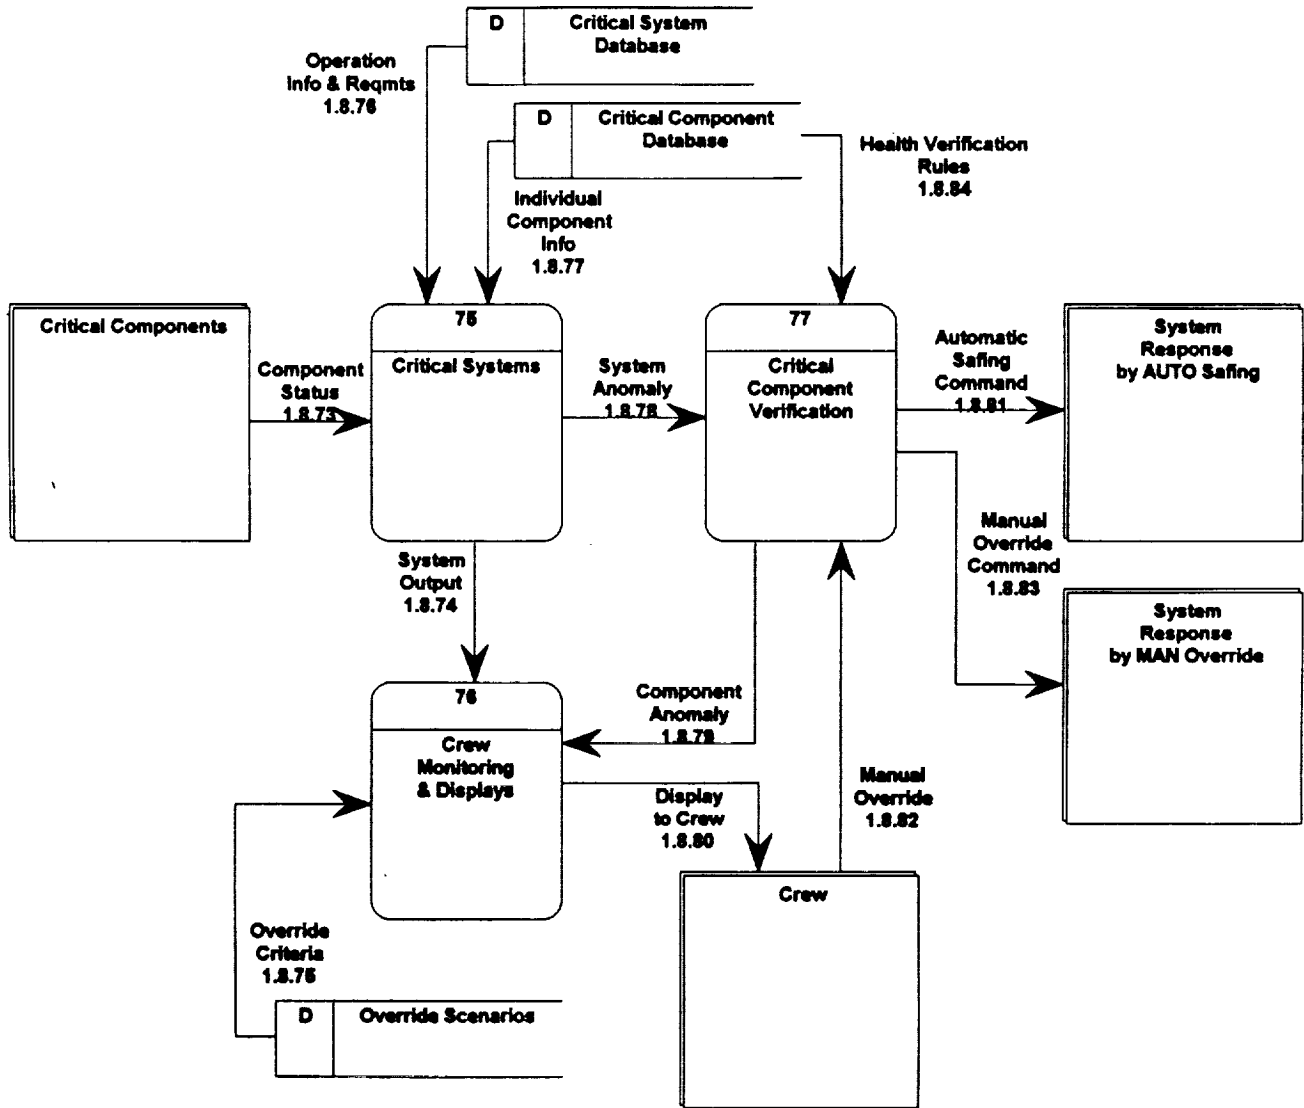 D
Critical System
Database
Operation
Info & Reqmts
1.8.76
D
Critical Component
Database
Health Verification
Rules
1.8.84
Individual
Component
Info
1.8.77
Critical Components
Component
Status
1.8.73
75
Critical Systems
System
Anomaly
1.8.78
77
Critical
Component
Verification
Automatic
Safing
Command
1.8.81
System
Response
by AUTO Safing
Manual
Override
Command
1.8.83
System
Response
by MAN Override
System
Output
1.8.74
76
Crew
Monitoring
& Displays
Component
Anomaly
1.8.79
Display
to Crew
1.8.80
Manual
Override
1.8.82
Crew
Override
Criteria
1.8.75
D
Override Scenarios